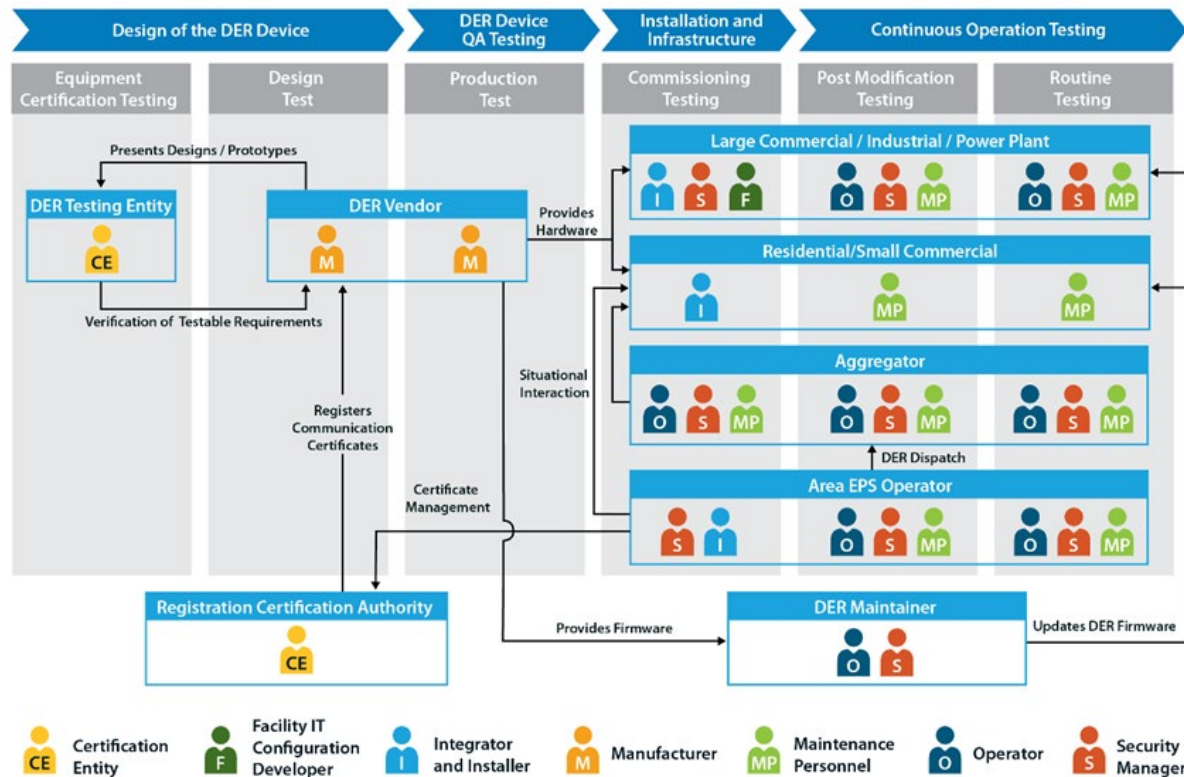 Design of the DER Device
DER Device
QA Testing
Installation and
Infrastructure
Continuous Operation Testing
Equipment
Certification Testing
Design
Test
Production
Test
Commissioning
Testing
Post Modification
Testing
Routine
Testing
Presents Designs / Prototypes
Large Commercial / Industrial / Power Plant
I S F O S MP O S MP
DER Testing Entity
DER Vendor
CE M M
Provides
Hardware
Verification of Testable Requirements
Residential/Small Commercial
I MP MP
Situational
Interaction
Aggregator
O S MP O S MP O S MP
Registers
Communication
Certificates
DER Dispatch
Certificate
Management
Area EPS Operator
S I O S MP O S MP
Registration Certification Authority
CE
Provides Firmware
DER Maintainer
O S
Updates DER Firmware
CE
Certification
Entity
F
Facility IT
Configuration
Developer
I
Integrator
and Installer
M
Manufacturer
MP
Maintenance
Personnel
O
Operator
S
Security
Manager